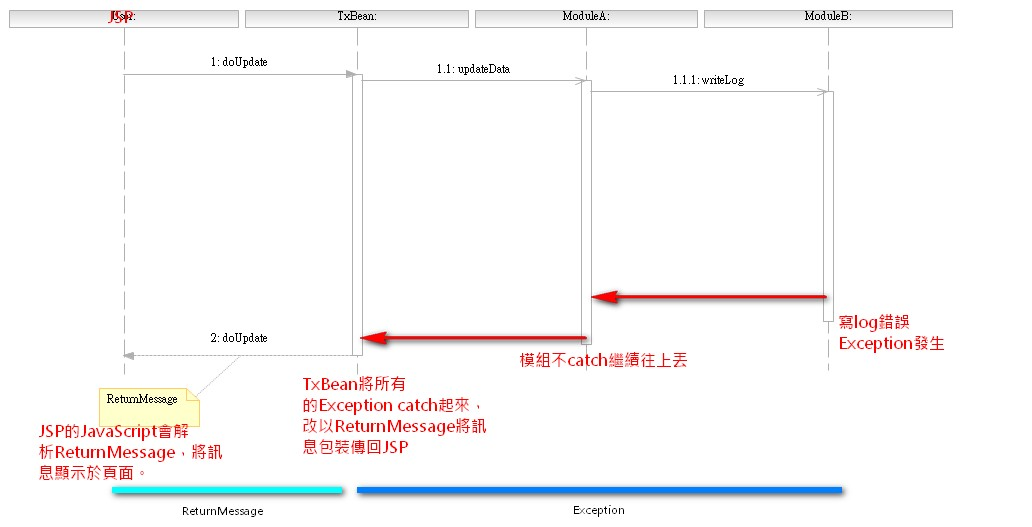 JSP
User:
TxBean:
ModuleA:
ModuleB:
1: doUpdate
1.1: updateData
1.1.1: writeLog
寫log錯誤
Exception發生
2: doUpdate
模組不catch繼續往上丟
ReturnMessage
TxBean將所有
的Exception catch起來，
改以ReturnMessage將訊
息包裝傳回JSP
JSP的JavaScript會解
析ReturnMessage，將訊
息顯示於頁面。
ReturnMessage
Exception